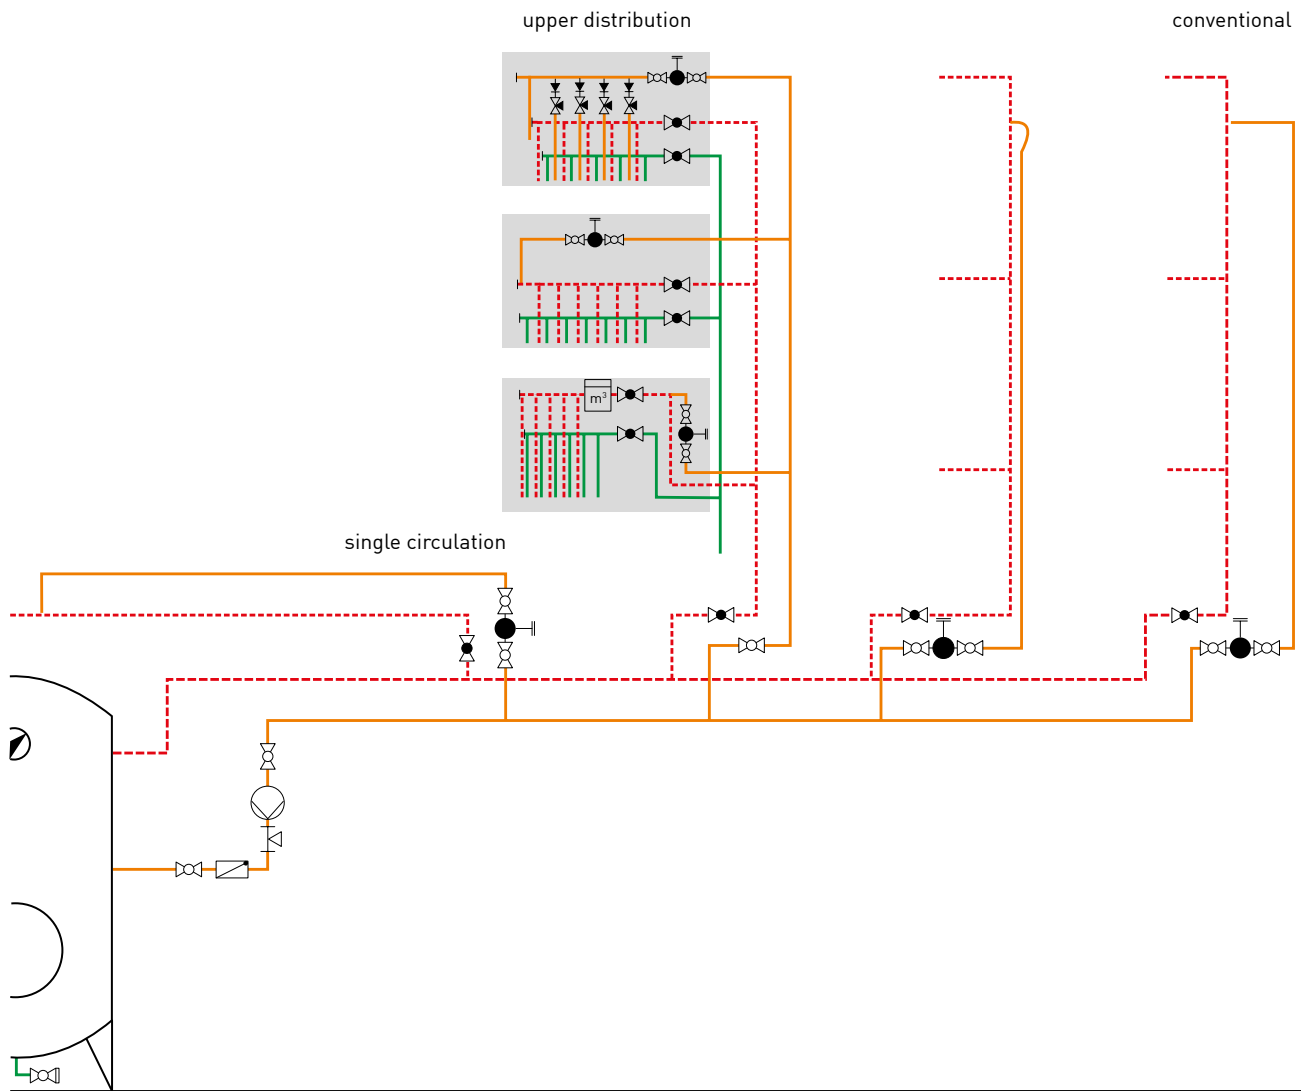 upper distribution
conventional
m³
single circulation